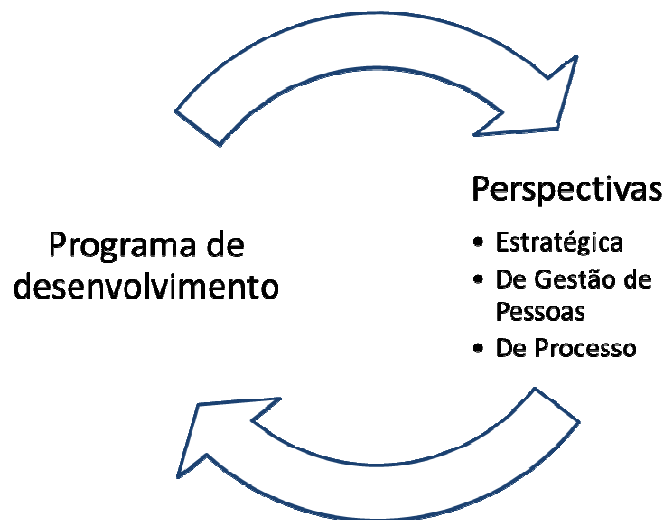 Programa de
desenvolvimento
Perspectivas
• Estratégica
• De Gestão de
Pessoas
• De Processo